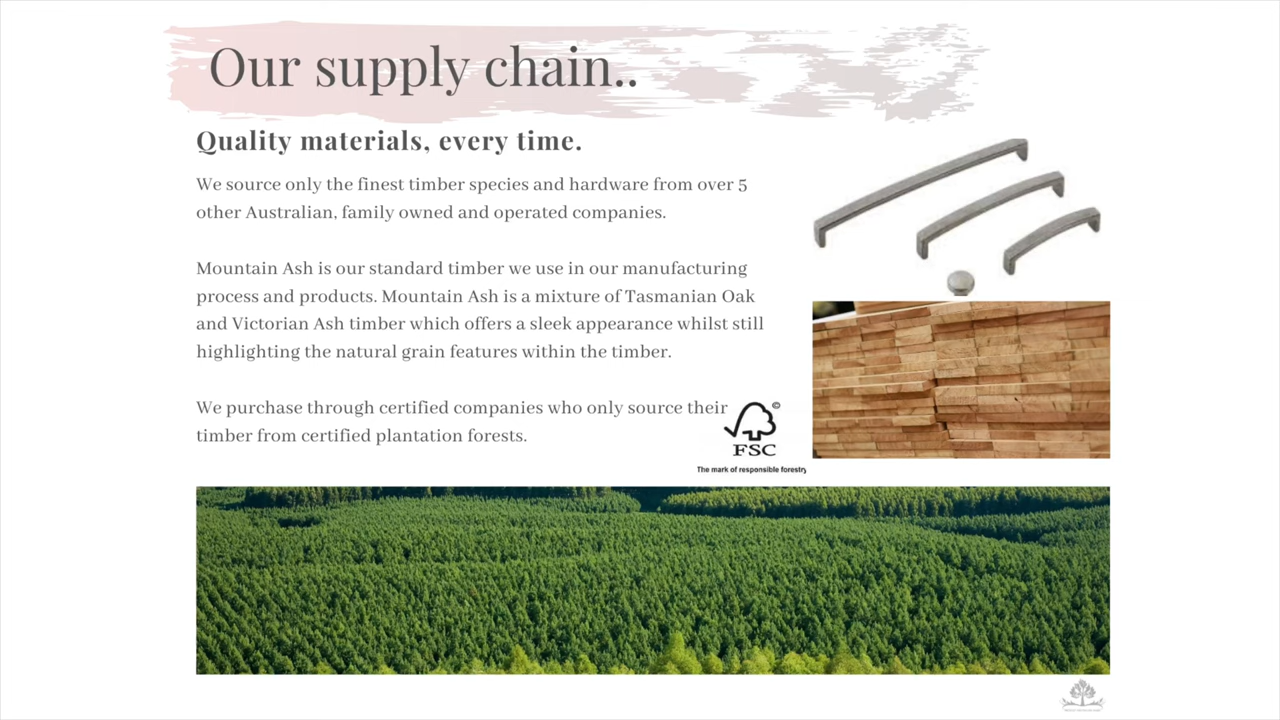 Our supply chain..
Quality materials, every time.
We source only the finest timber species and hardware from over 5
other Australian, family owned and operated companies.
Mountain Ash is our standard timber we use in our manufacturing
process and products. Mountain Ash is a mixture of Tasmanian Oak
and Victorian Ash timber which offers a sleek appearance whilst still
highlighting the natural grain features within the timber.
We purchase through certified companies who only source their
timber from certified plantation forests.
©
FSC
The mark of responsible forestry